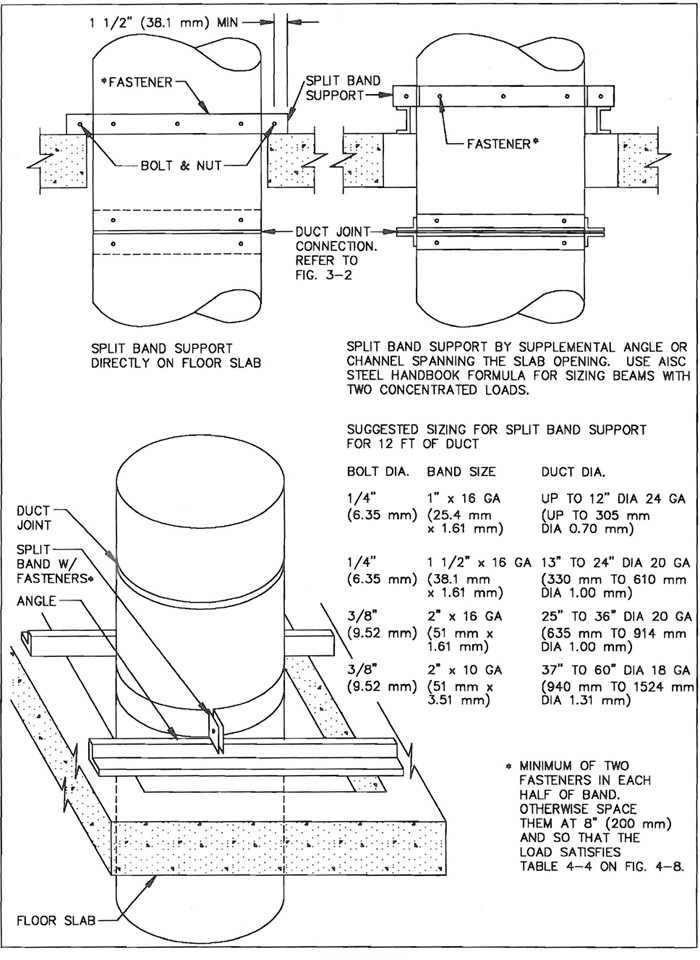 1 1/2" (38.1 mm) MIN
*FASTENER
SPLIT BAND
SUPPORT
BOLT & NUT
FASTENER*
DUCT JOINT
CONNECTION.
REFER TO
FIG. 3-2
SPLIT BAND SUPPORT
DIRECTLY ON FLOOR SLAB
SPLIT BAND SUPPORT BY SUPPLEMENTAL ANGLE OR
CHANNEL SPANNING THE SLAB OPENING. USE AISC
STEEL HANDBOOK FORMULA FOR SIZING BEAMS WITH
TWO CONCENTRATED LOADS.
SUGGESTED SIZING FOR SPLIT BAND SUPPORT
FOR 12 FT OF DUCT
BOLT DIA. BAND SIZE DUCT DIA.
1/4" 1" x 16 GA UP TO 12" DIA 24 GA
(6.35 mm) (25.4 mm (UP TO 305 mm
x 1.61 mm) DIA 0.70 mm)
1/4" 1 1/2" x 16 GA 13" TO 24" DIA 20 GA
(6.35 mm) (38.1 mm (330 mm TO 610 mm
x 1.61 mm) DIA 1.00 mm)
3/8" 2" x 16 GA 25" TO 36" DIA 20 GA
(9.52 mm) (51 mm x (635 mm TO 914 mm
1.61 mm) DIA 1.00 mm)
3/8" 2" x 10 GA 37" TO 60" DIA 18 GA
(9.52 mm) (51 mm x (940 mm TO 1524 mm
3.51 mm) DIA 1.31 mm)
DUCT
JOINT
SPLIT
BAND W/
FASTENERS*
ANGLE
FLOOR SLAB
* MINIMUM OF TWO
FASTENERS IN EACH
HALF OF BAND.
OTHERWISE SPACE
THEM AT 8" (200 mm)
AND SO THAT THE
LOAD SATISFIES
TABLE 4-4 ON FIG. 4-8.